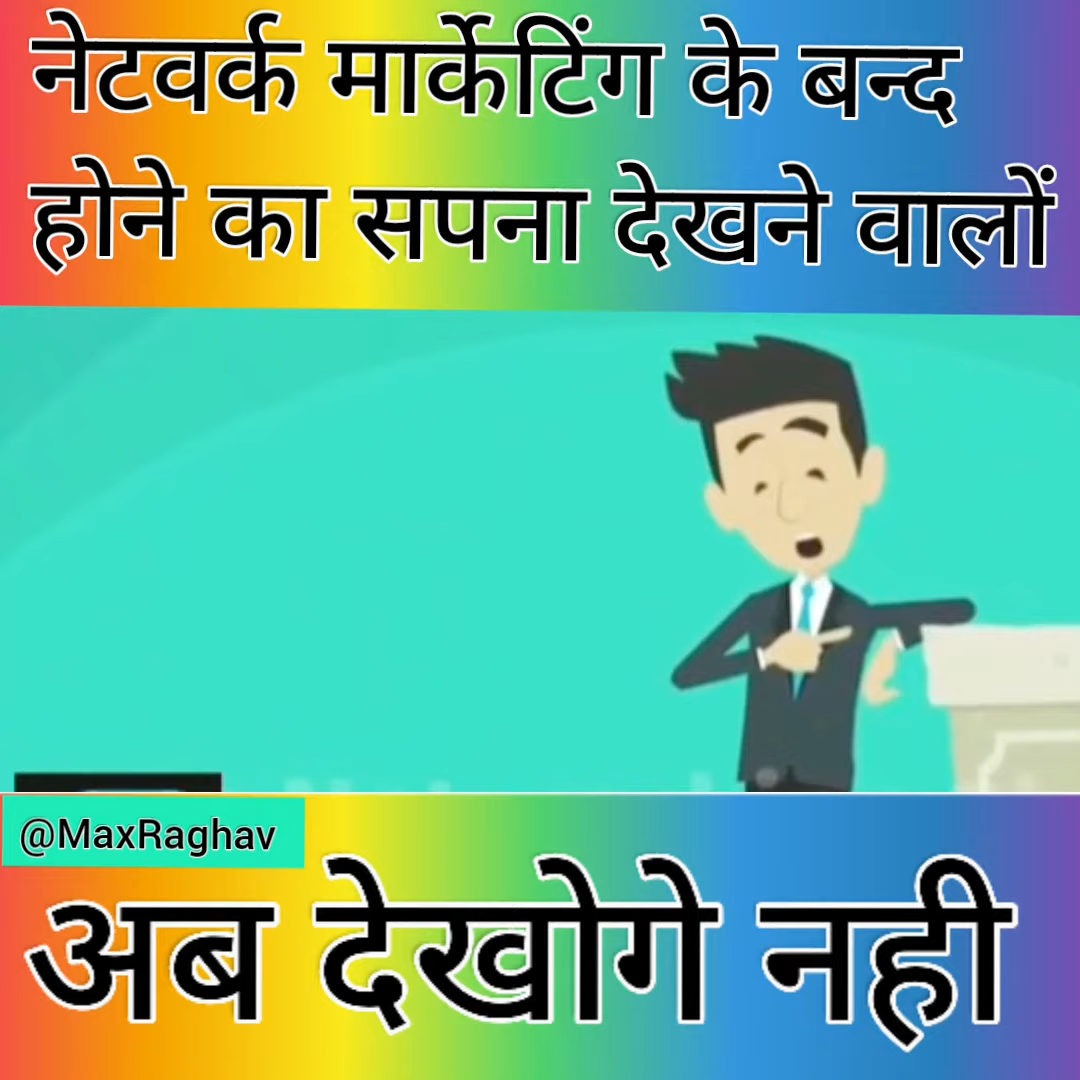 नेटवर्क मार्केटिंग के बन्द
होने का सपना देखने वालों
@MaxRaghav
अब देखोगे नही